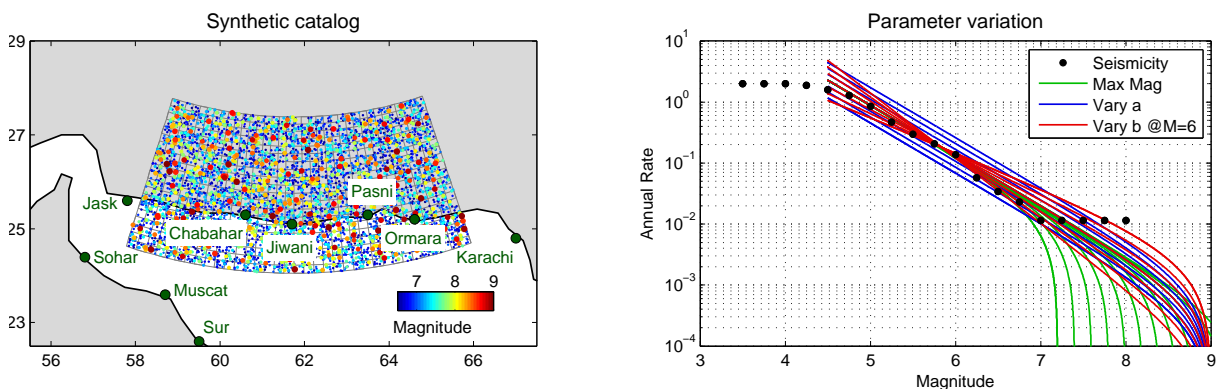 Synthetic catalog
29
27
25
23
56
58
60
62
64
66
Jask
Chabahar
Pasni
Jiwani
Ormara
Karachi
Sohar
Muscat
Sur
7 8 9
Magnitude
Parameter variation
10^1
10^0
10^-1
10^-2
10^-3
10^-4
Annual Rate
3 4 5 6 7 8 9
Magnitude
Seismicity
Max Mag
Vary a
Vary b @M=6